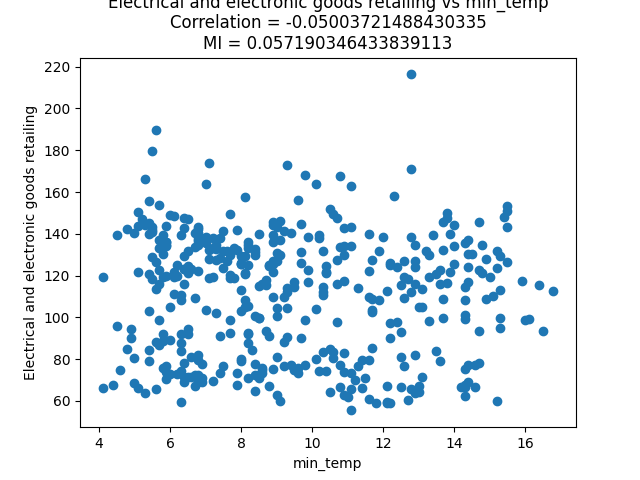 Electrical and electronic goods retailing vs min_temp
Correlation = -0.05003721488430335
MI = 0.057190346433839113
220
200
180
160
140
120
100
80
60
Electrical and electronic goods retailing
4 6 8 10 12 14 16
min_temp